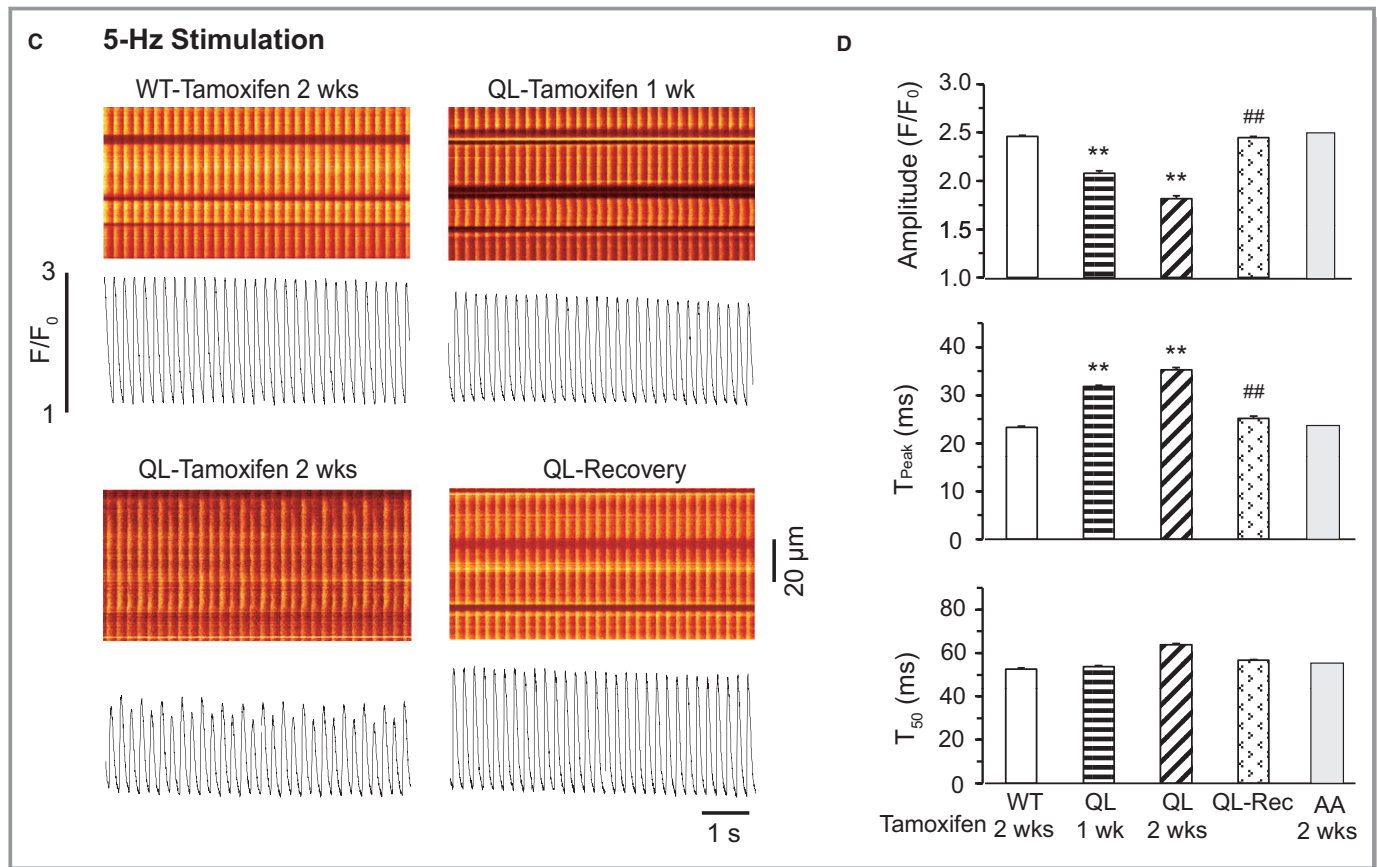 C 5-Hz Stimulation
WT-Tamoxifen 2 wks
QL-Tamoxifen 1 wk
3
F/F0
1
QL-Tamoxifen 2 wks
QL-Recovery
20 μm
1 s
D
Amplitude (F/F0)
3.0
2.5
2.0
1.5
1.0
**
**
##
TPeak (ms)
40
30
20
10
0
**
**
##
T50 (ms)
80
60
40
20
0
WT QL QL QL-Rec AA
Tamoxifen 2 wks 1 wk 2 wks 2 wks